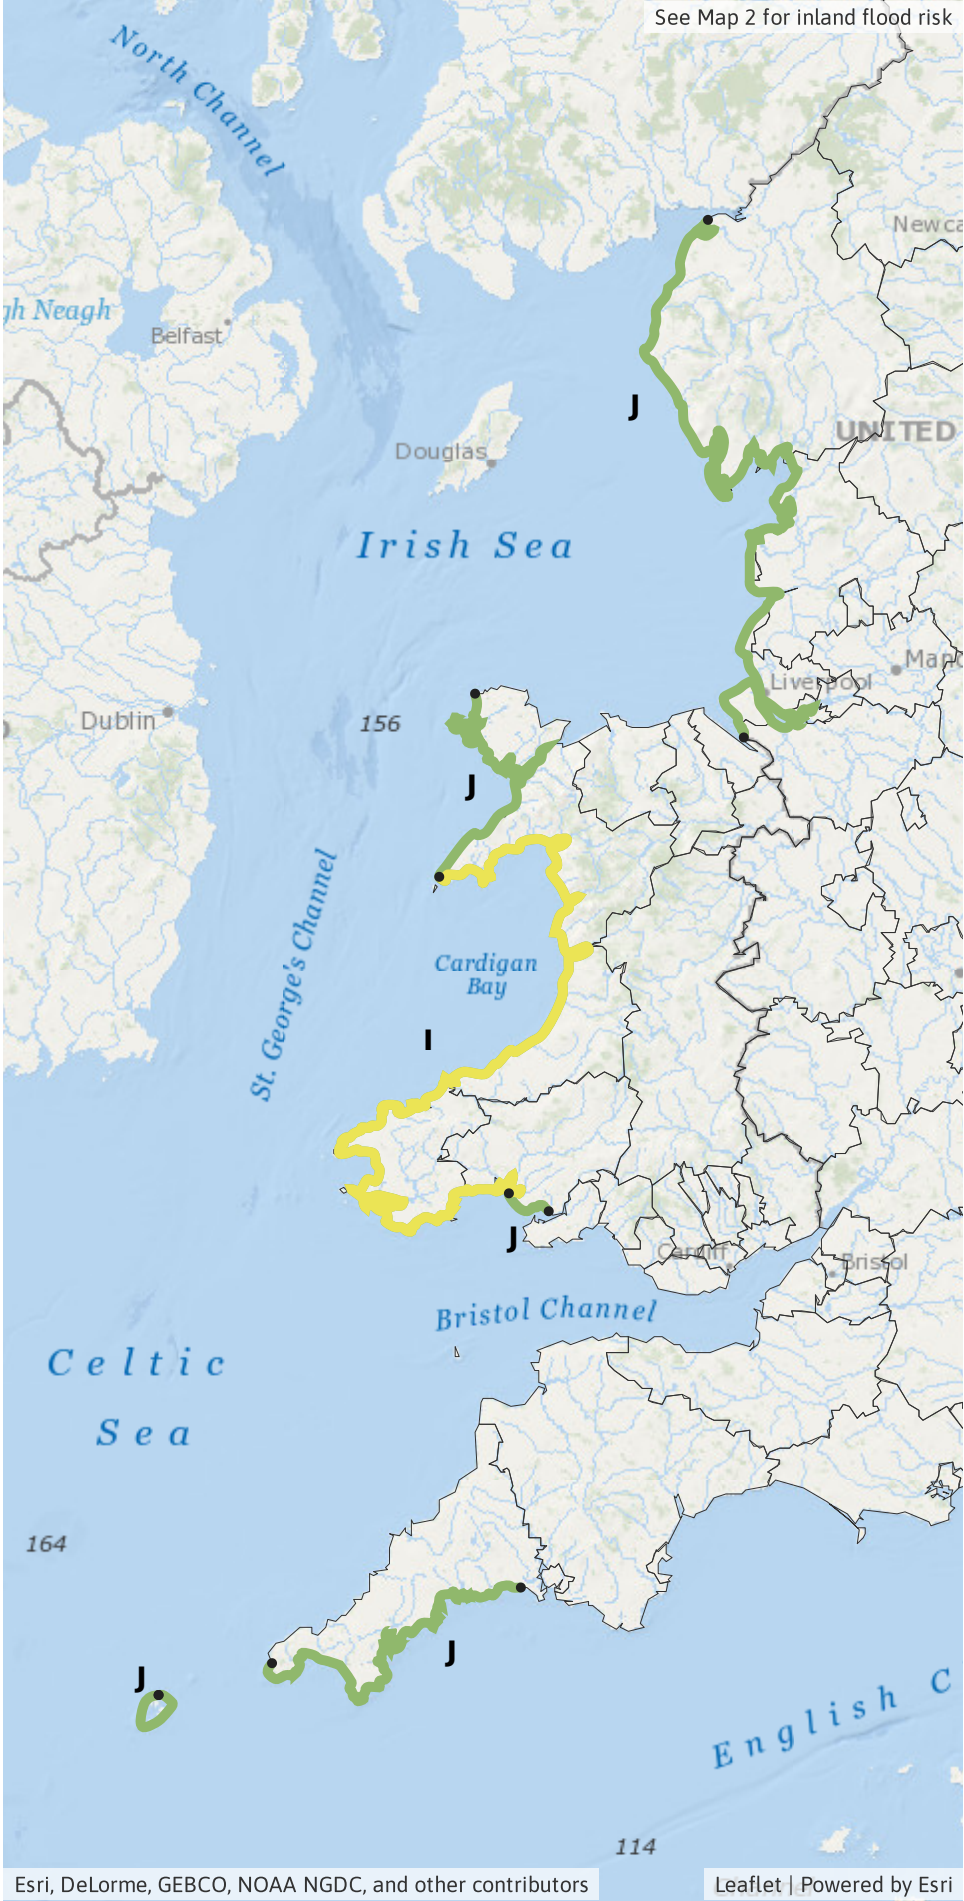 See Map 2 for inland flood risk
North Channel
Newca
gh Neagh
Belfast
J
UNITED
Douglas
Irish Sea
Manc
Liverpool
Dublin
156
J
St. George's Channel
Cardigan
Bay
I
J
Cardiff
Bristol
Bristol Channel
Celtic
Sea
164
J
J
English C
114
Esri, DeLorme, GEBCO, NOAA NGDC, and other contributors
Leaflet | Powered by Esri